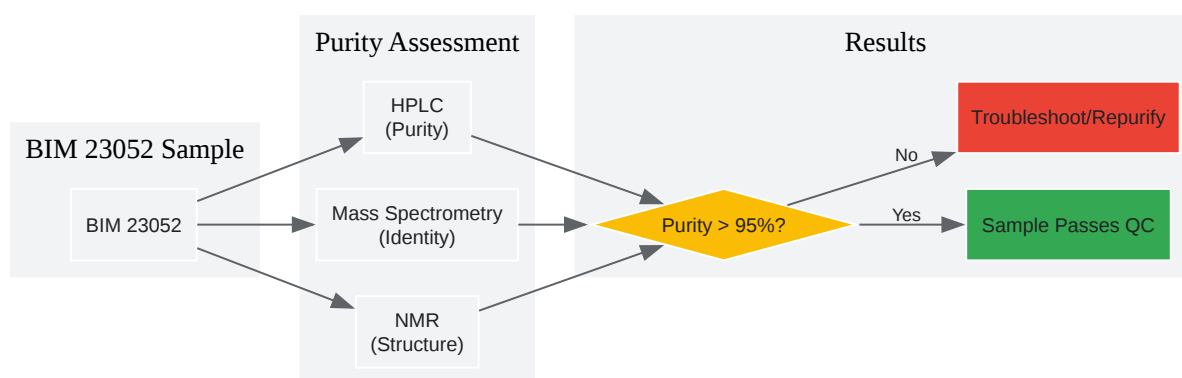 BIM 23052 Sample
BIM 23052
Purity Assessment
HPLC
(Purity)
Mass Spectrometry
(Identity)
NMR
(Structure)
Results
Purity > 95%?
No
Troubleshoot/Repurify
Yes
Sample Passes QC